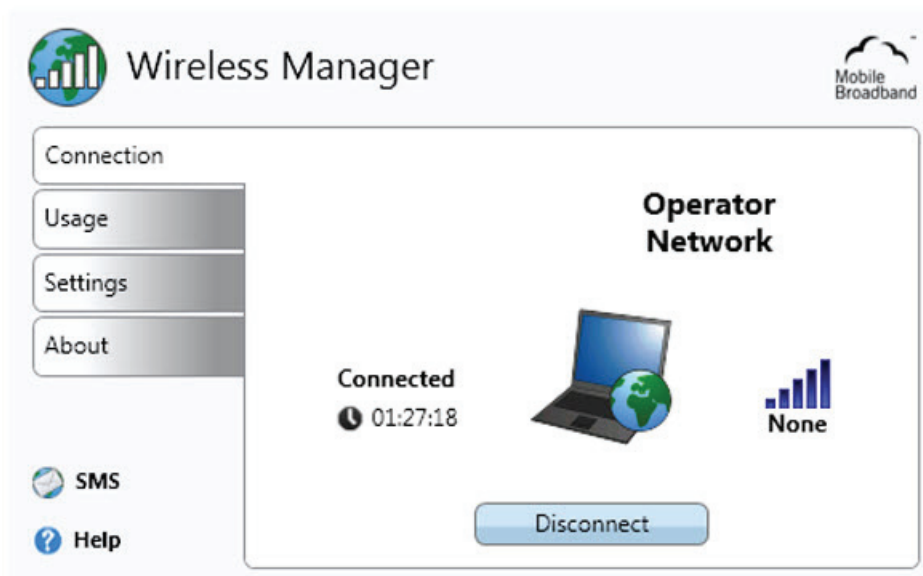 Wireless Manager
Mobile
Broadband
Connection
Usage
Settings
About
SMS
Help
Operator
Network
Connected
01:27:18
None
Disconnect